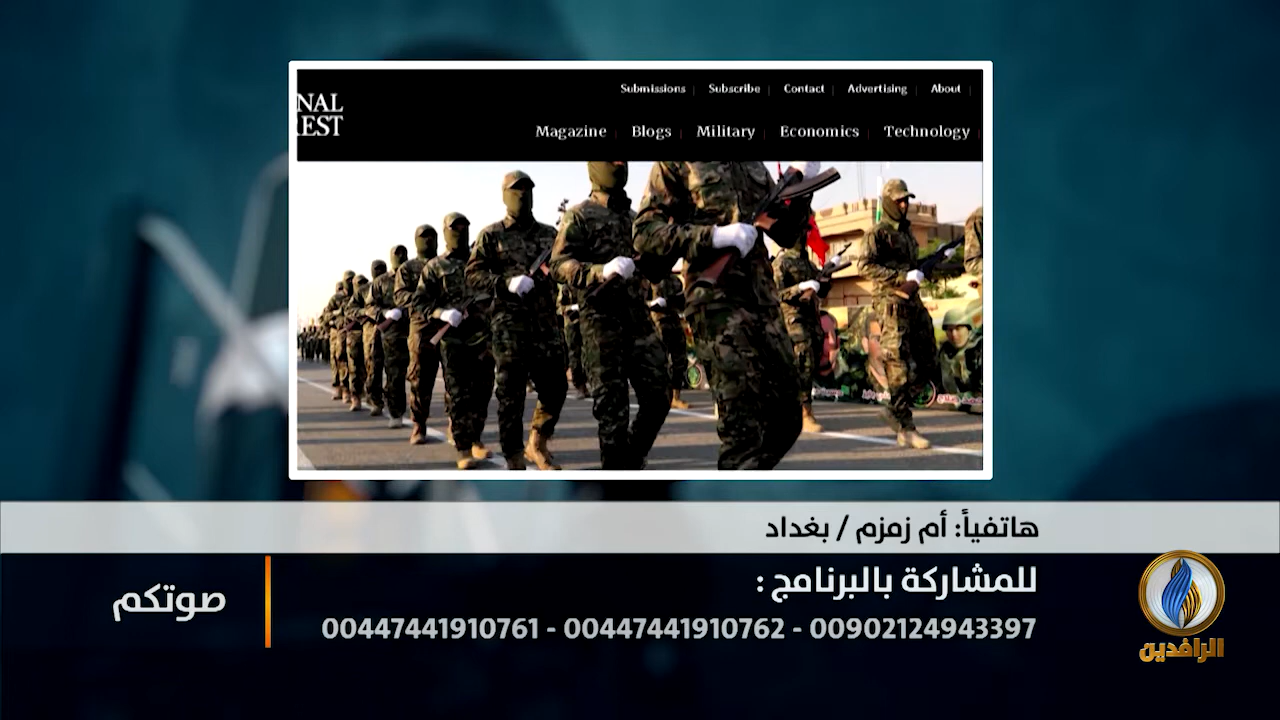 Submissions Subscribe Contact Advertising About
NAL
EST
Magazine Blogs Military Economics Technology
هاتفياً: أم زمزم / بغداد
للمشاركة بالبرنامج :
00447441910761 - 00447441910762 - 00902124943397
صوتكم
الرافدين